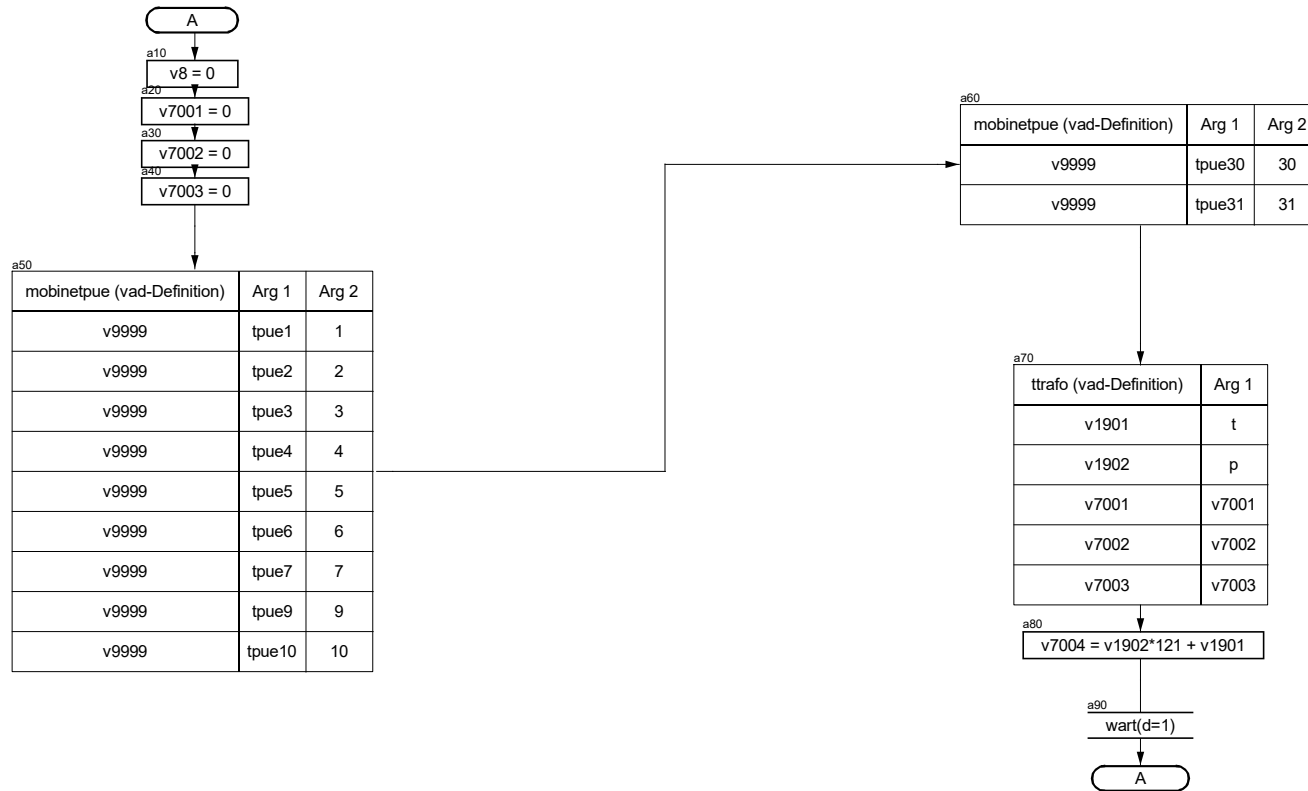 A
a10
v8 = 0
a20
v7001 = 0
a30
v7002 = 0
a40
v7003 = 0
a50
mobinetpue (vad-Definition) Arg 1 Arg 2
v9999 tpue1 1
v9999 tpue2 2
v9999 tpue3 3
v9999 tpue4 4
v9999 tpue5 5
v9999 tpue6 6
v9999 tpue7 7
v9999 tpue9 9
v9999 tpue10 10
a60
mobinetpue (vad-Definition) Arg 1 Arg 2
v9999 tpue30 30
v9999 tpue31 31
a70
ttrafo (vad-Definition) Arg 1
v1901 t
v1902 p
v7001 v7001
v7002 v7002
v7003 v7003
a80
v7004 = v1902*121 + v1901
a90
wart(d=1)
A